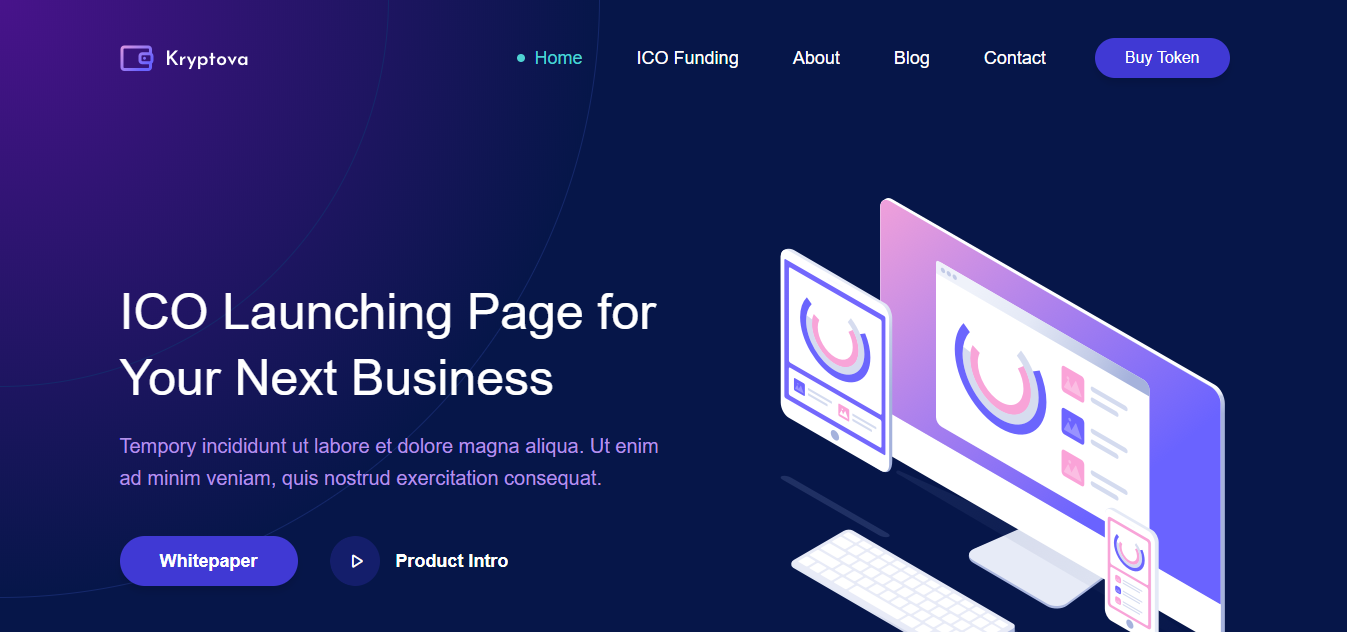 Kryptova
Home
ICO Funding
About
Blog
Contact
Buy Token
ICO Launching Page for
Your Next Business
Tempory incididunt ut labore et dolore magna aliqua. Ut enim
ad minim veniam, quis nostrud exercitation consequat.
Whitepaper
Product Intro